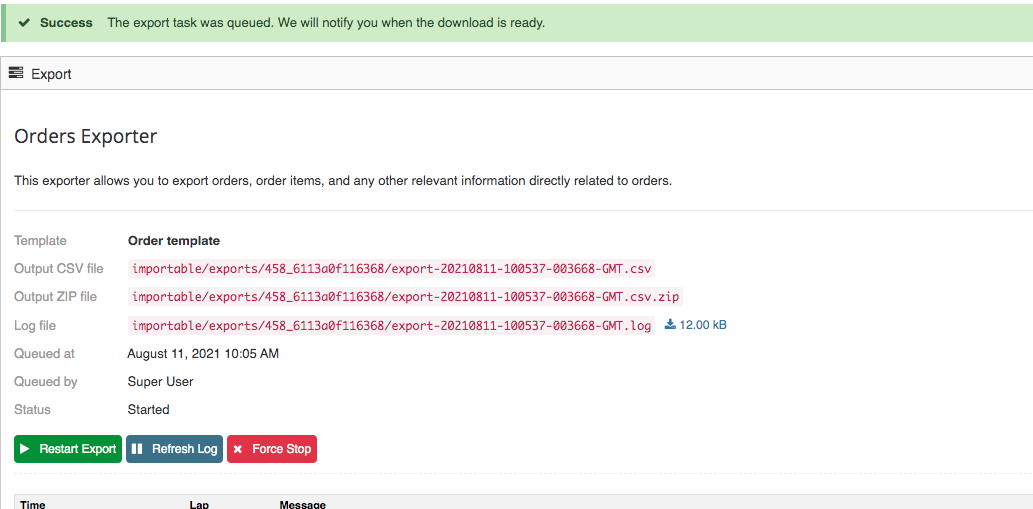 Success The export task was queued. We will notify you when the download is ready.
Export
Orders Exporter
This exporter allows you to export orders, order items, and any other relevant information directly related to orders.
Template Order template
Output CSV file importable/exports/458_6113a0f116368/export-20210811-100537-003668-GMT.csv
Output ZIP file importable/exports/458_6113a0f116368/export-20210811-100537-003668-GMT.csv.zip
Log file importable/exports/458_6113a0f116368/export-20210811-100537-003668-GMT.log 12.00 kB
Queued at August 11, 2021 10:05 AM
Queued by Super User
Status Started
Restart Export Refresh Log Force Stop
Time Lap Message